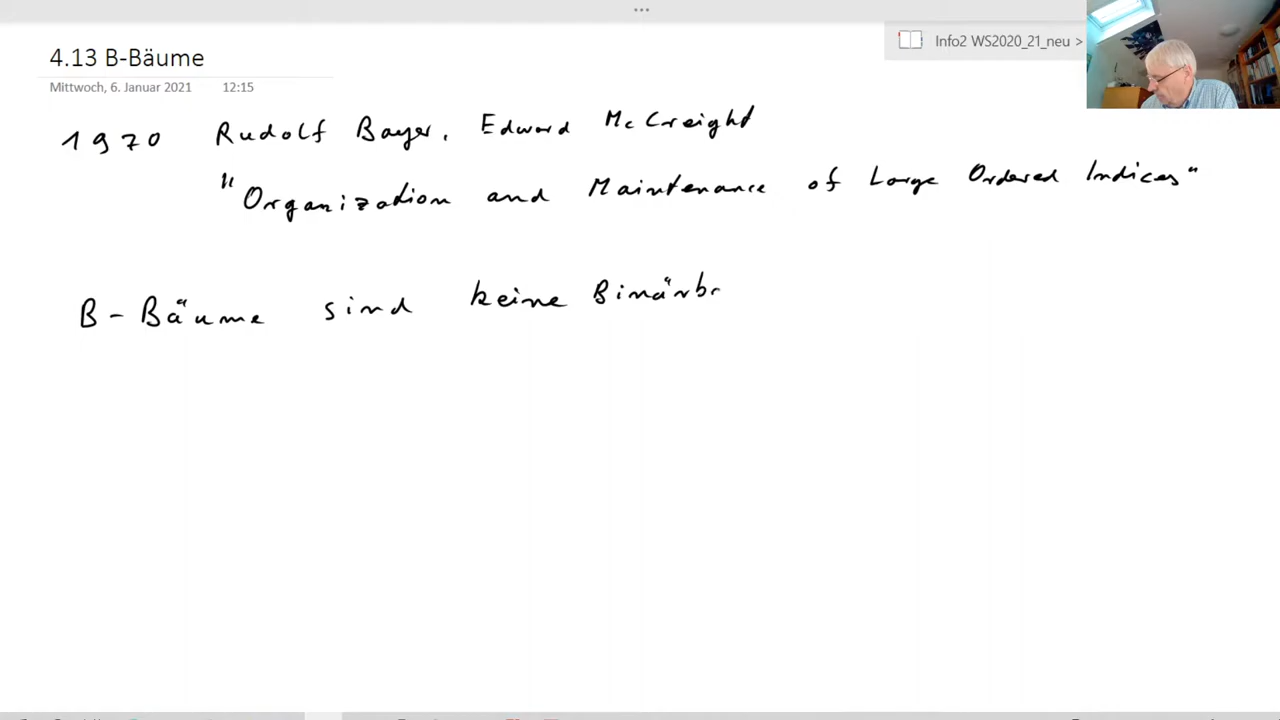 4.13 B-Bäume
Info2 WS2020_21_neu >
Mittwoch, 6. Januar 2021 12:15
1970 Rudolf Bayer, Edward McCreight
"Organization and Maintenance of Large Ordered Indices"
B-Bäume sind keine Binärb